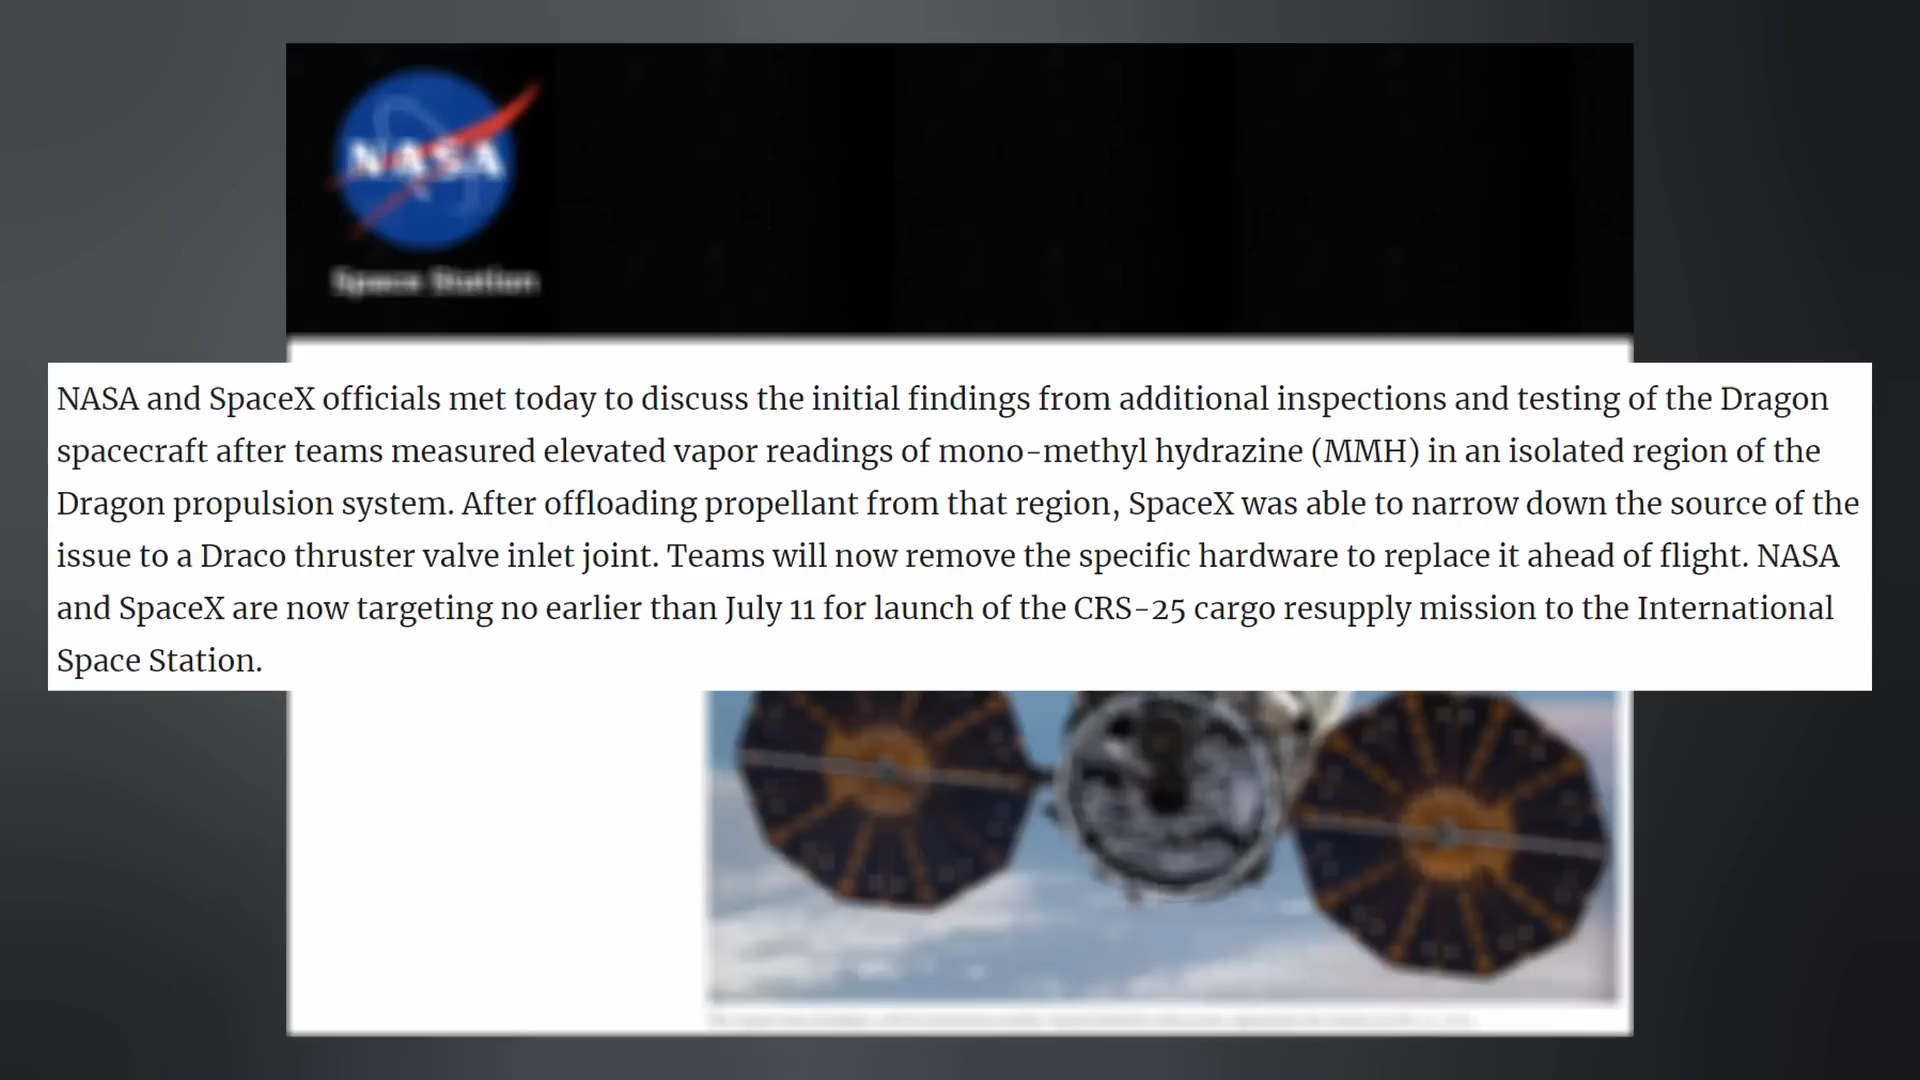 NASA
Space Station
NASA and SpaceX officials met today to discuss the initial findings from additional inspections and testing of the Dragon
spacecraft after teams measured elevated vapor readings of mono-methyl hydrazine (MMH) in an isolated region of the
Dragon propulsion system. After offloading propellant from that region, SpaceX was able to narrow down the source of the
issue to a Draco thruster valve inlet joint. Teams will now remove the specific hardware to replace it ahead of flight. NASA
and SpaceX are now targeting no earlier than July 11 for launch of the CRS-25 cargo resupply mission to the International
Space Station.